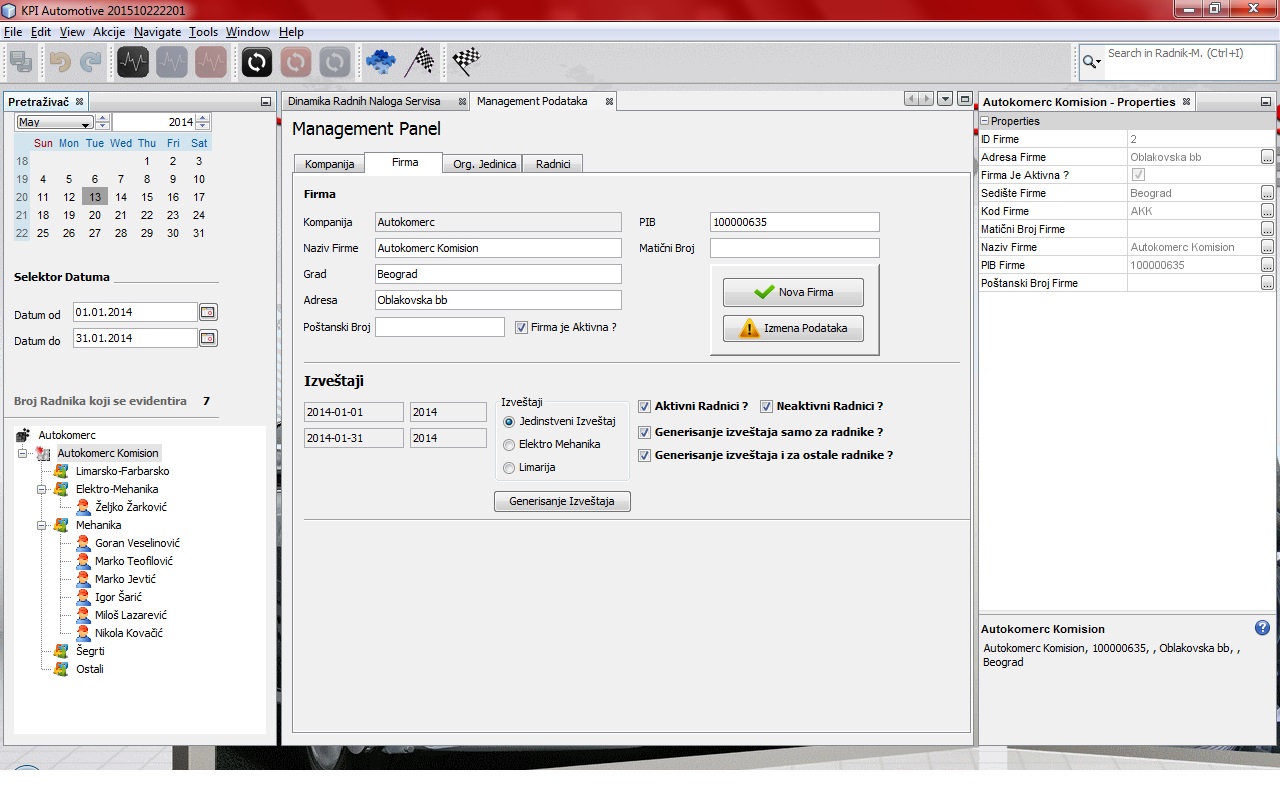 KPI Automotive 201510222201
File Edit View Akcije Navigate Tools Window Help
Search in Radnik-M. (Ctrl+I)
Pretraživač
May 2014
Sun Mon Tue Wed Thu Fri Sat
18 1 2 3
19 4 5 6 7 8 9 10
20 11 12 13 14 15 16 17
21 18 19 20 21 22 23 24
22 25 26 27 28 29 30 31
Selektor Datuma
Datum od 01.01.2014
Datum do 31.01.2014
Broj Radnika koji se evidentira 7
Autokomerc
Autokomerc Komision
Limarsko-Farbarsko
Elektro-Mehanika
Željko Žarković
Mehanika
Goran Veselinović
Marko Teofilović
Marko Jevtić
Igor Šarić
Miloš Lazarević
Nikola Kovačić
Šegrti
Ostali
Dinamika Radnih Naloga Servisa Management Podataka
Management Panel
Kompanija Firma Org. Jedinica Radnici
Firma
Kompanija Autokomerc PIB 100000635
Naziv Firme Autokomerc Komision Matični Broj
Grad Beograd
Adresa Oblakovska bb
Poštanski Broj Firma je Aktivna ?
Nova Firma
Izmena Podataka
Izveštaji
2014-01-01 2014
2014-01-31 2014
Izveštaji
Jedinstveni Izveštaj
Elektro Mehanika
Limarija
Generisanje Izveštaja
Aktivni Radnici ? Neaktivni Radnici ?
Generisanje izveštaja samo za radnike ?
Generisanje izveštaja i za ostale radnike ?
Autokomerc Komision - Properties
Properties
ID Firme 2
Adresa Firme Oblakovska bb ...
Firma Je Aktivna ?
Sedište Firme Beograd ...
Kod Firme AKK ...
Matični Broj Firme ...
Naziv Firme Autokomerc Komision ...
PIB Firme 100000635 ...
Poštanski Broj Firme ...
Autokomerc Komision ?
Autokomerc Komision, 100000635, , Oblakovska bb, ,
Beograd